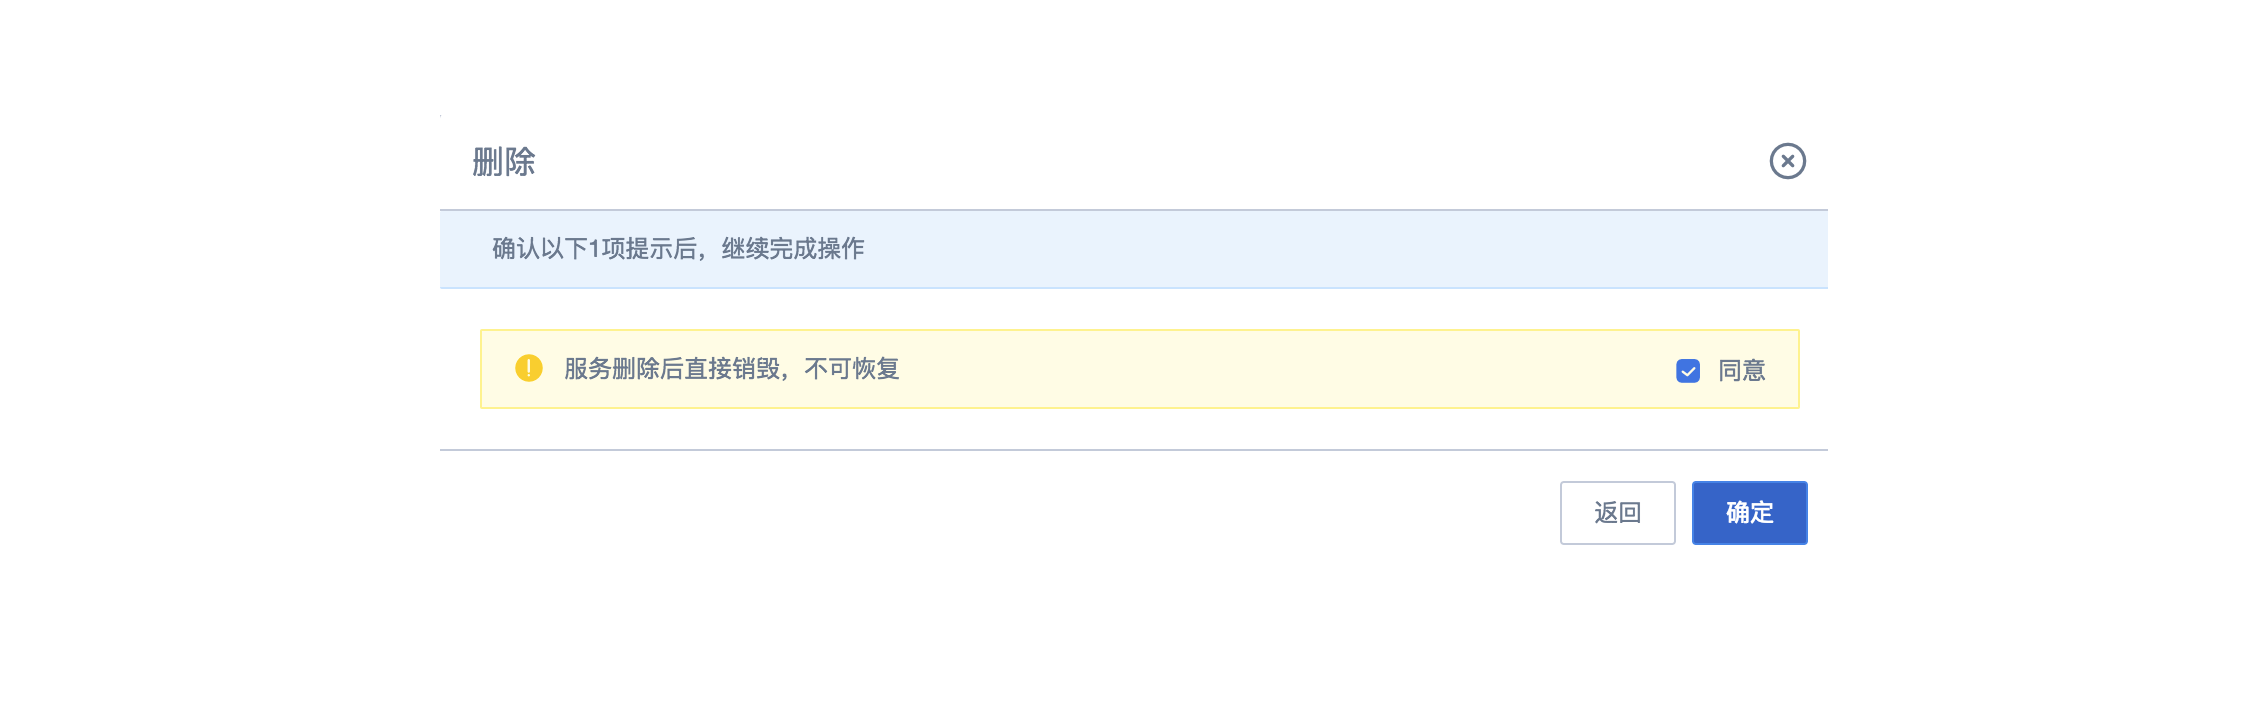 删除
确认以下1项提示后，继续完成操作
服务删除后直接销毁，不可恢复
同意
返回
确定